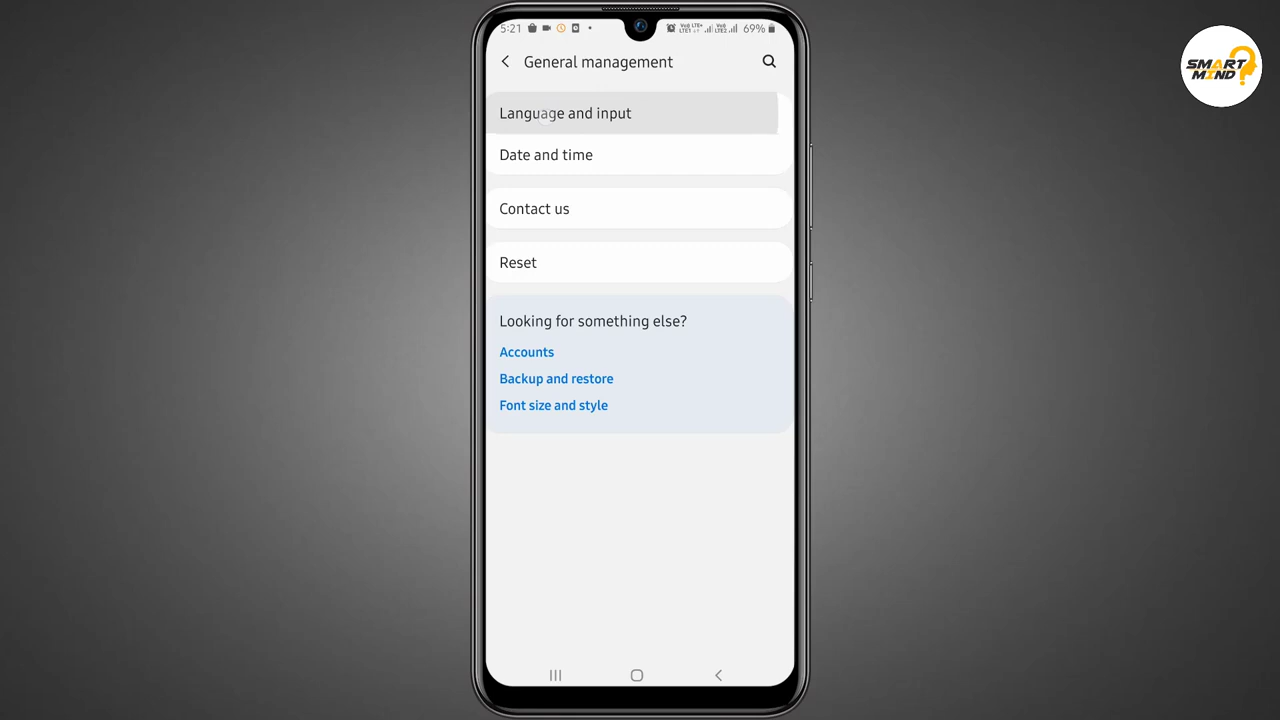 5:21 69%
General management
Language and input
Date and time
Contact us
Reset
Looking for something else?
Accounts
Backup and restore
Font size and style
SMART
MIND